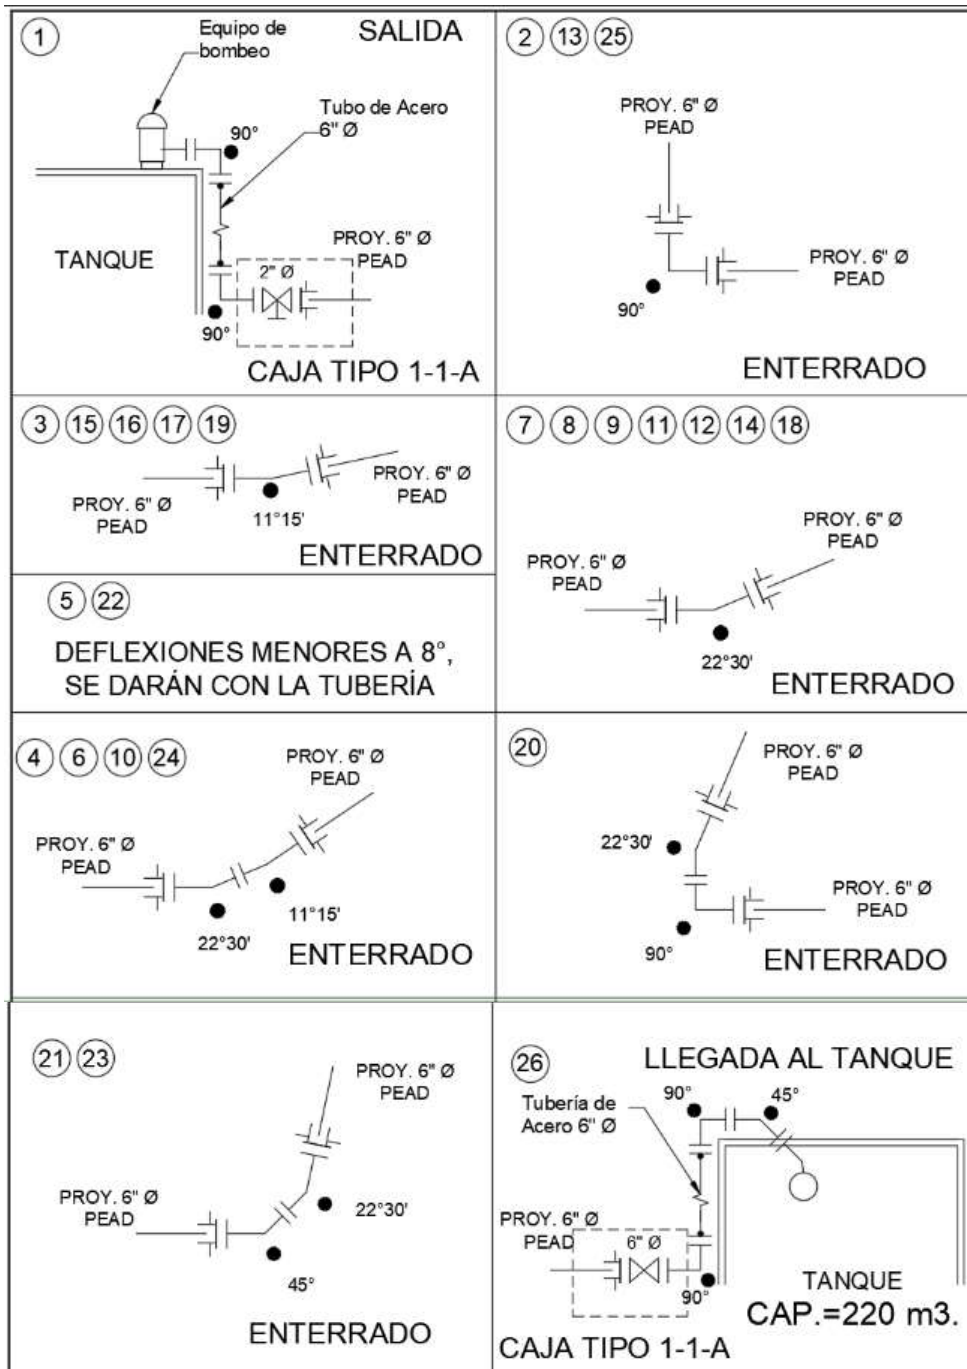 1
Equipo de
bombeo
SALIDA
Tubo de Acero
6" Ø
90°
TANQUE
PROY. 6" Ø
PEAD
2" Ø
90°
CAJA TIPO 1-1-A
2 13 25
PROY. 6" Ø
PEAD
PROY. 6" Ø
PEAD
90°
ENTERRADO
3 15 16 17 19
PROY. 6" Ø
PEAD
PROY. 6" Ø
PEAD
11°15'
ENTERRADO
5 22
DEFLEXIONES MENORES A 8°,
SE DARÁN CON LA TUBERÍA
7 8 9 11 12 14 18
PROY. 6" Ø
PEAD
PROY. 6" Ø
PEAD
22°30'
ENTERRADO
4 6 10 24
PROY. 6" Ø
PEAD
PROY. 6" Ø
PEAD
11°15'
22°30'
ENTERRADO
20
PROY. 6" Ø
PEAD
22°30'
PROY. 6" Ø
PEAD
90°
ENTERRADO
21 23
PROY. 6" Ø
PEAD
PROY. 6" Ø
PEAD
22°30'
45°
ENTERRADO
26
LLEGADA AL TANQUE
Tubería de
Acero 6" Ø
90°
45°
PROY. 6" Ø
PEAD
6" Ø
90°
TANQUE
CAP.=220 m3.
CAJA TIPO 1-1-A